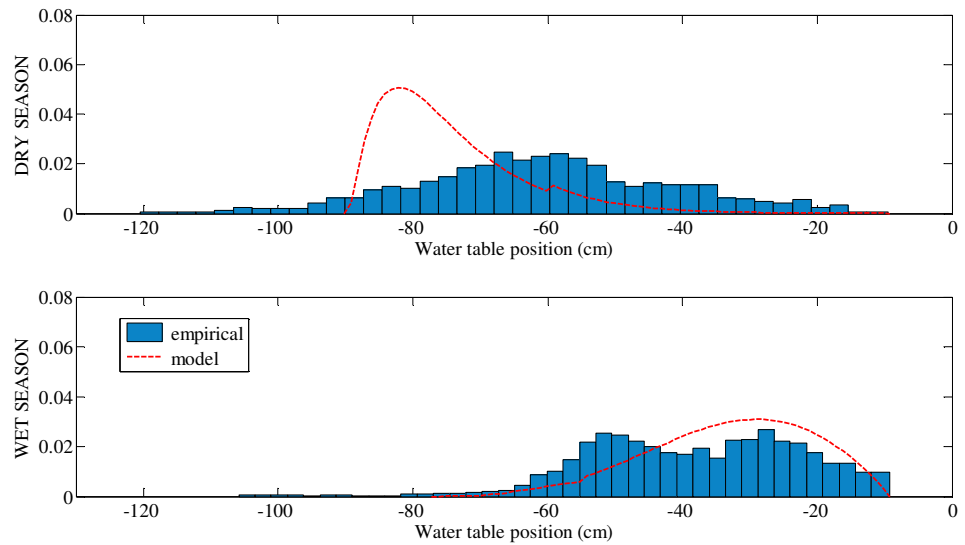 0.08
0.06
0.04
0.02
0
DRY SEASON
-120 -100 -80 -60 -40 -20 0
Water table position (cm)
0.08
0.06
0.04
0.02
0
WET SEASON
empirical
model
-120 -100 -80 -60 -40 -20 0
Water table position (cm)